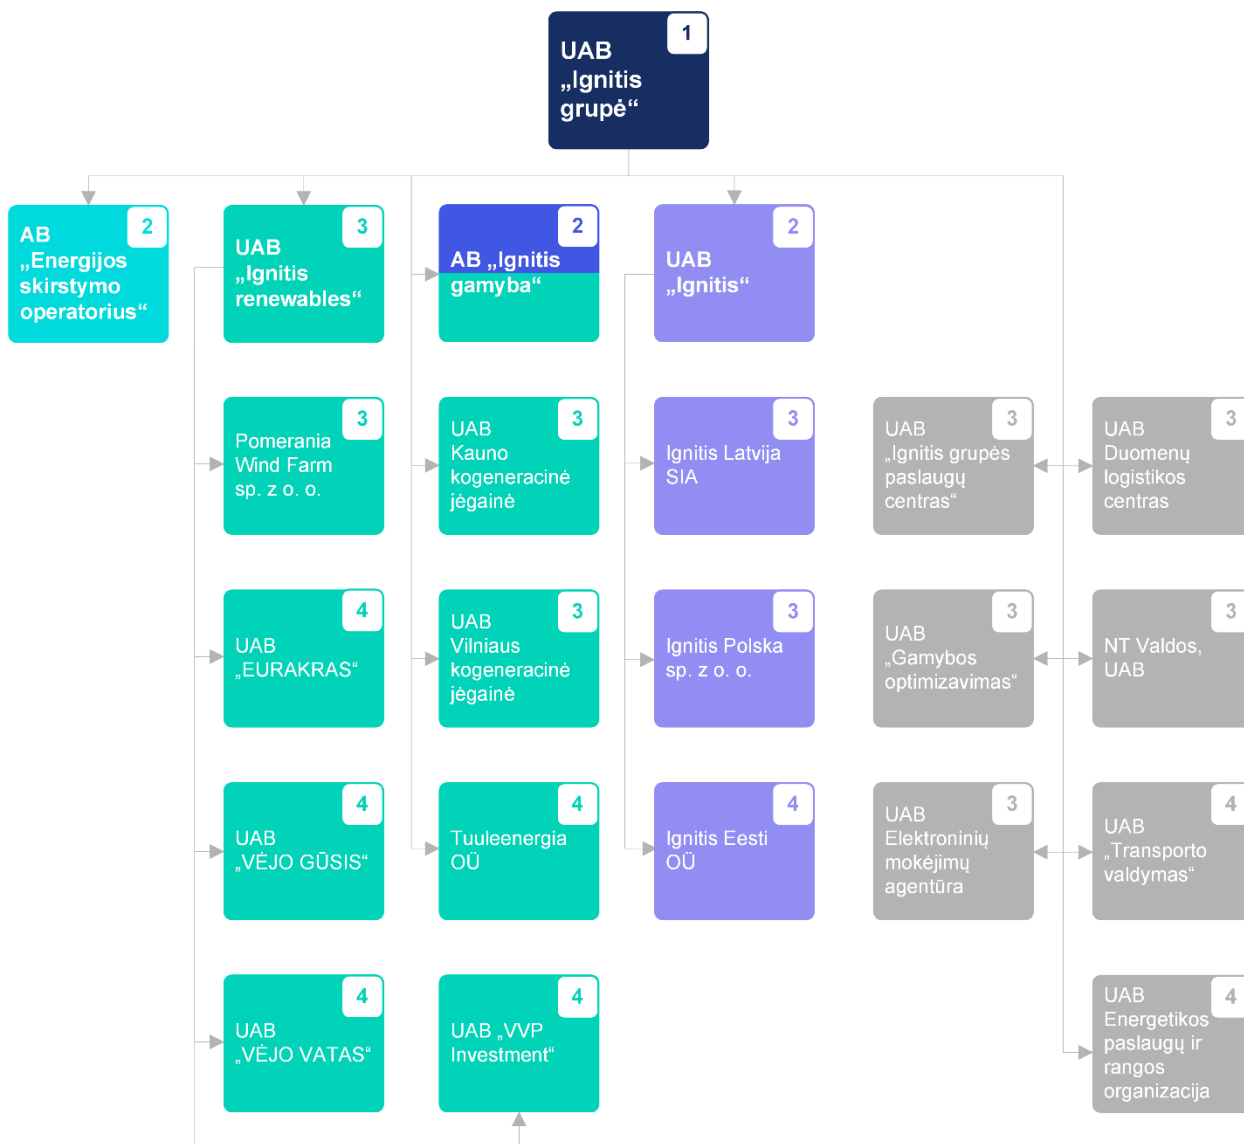 1
UAB
„Ignitis
grupė“
2
AB
„Energijos
skirstymo
operatorius“
3
UAB
„Ignitis
renewables“
2
AB „Ignitis
gamyba“
2
UAB
„Ignitis“
3
Pomerania
Wind Farm
sp. z o. o.
3
UAB
Kauno
kogeneracinė
jėgainė
3
Ignitis Latvija
SIA
3
UAB
„Ignitis grupės
paslaugų
centras“
3
UAB
Duomenų
logistikos
centras
4
UAB
„EURAKRAS“
3
UAB
Vilniaus
kogeneracinė
jėgainė
3
Ignitis Polska
sp. z o. o.
3
UAB
„Gamybos
optimizavimas“
3
NT Valdos,
UAB
4
UAB
„VĖJO GŪSIS“
4
Tuuleenergia
OÜ
4
Ignitis Eesti
OÜ
3
UAB
Elektroninių
mokėjimų
agentūra
4
UAB
„Transporto
valdymas“
4
UAB
„VĖJO VATAS“
4
UAB „VVP
Investment“
4
UAB
Energetikos
paslaugų ir
rangos
organizacija